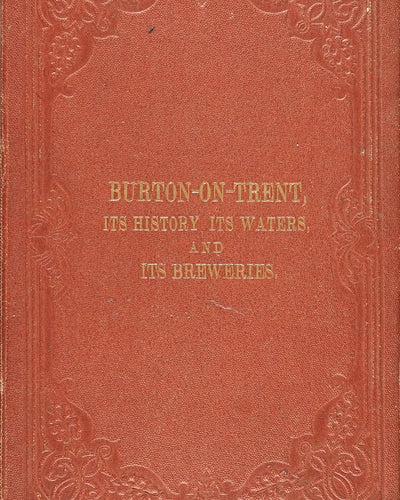 BURTON-ON-TRENT,
ITS HISTORY ITS WATERS,
AND
ITS BREWERIES.